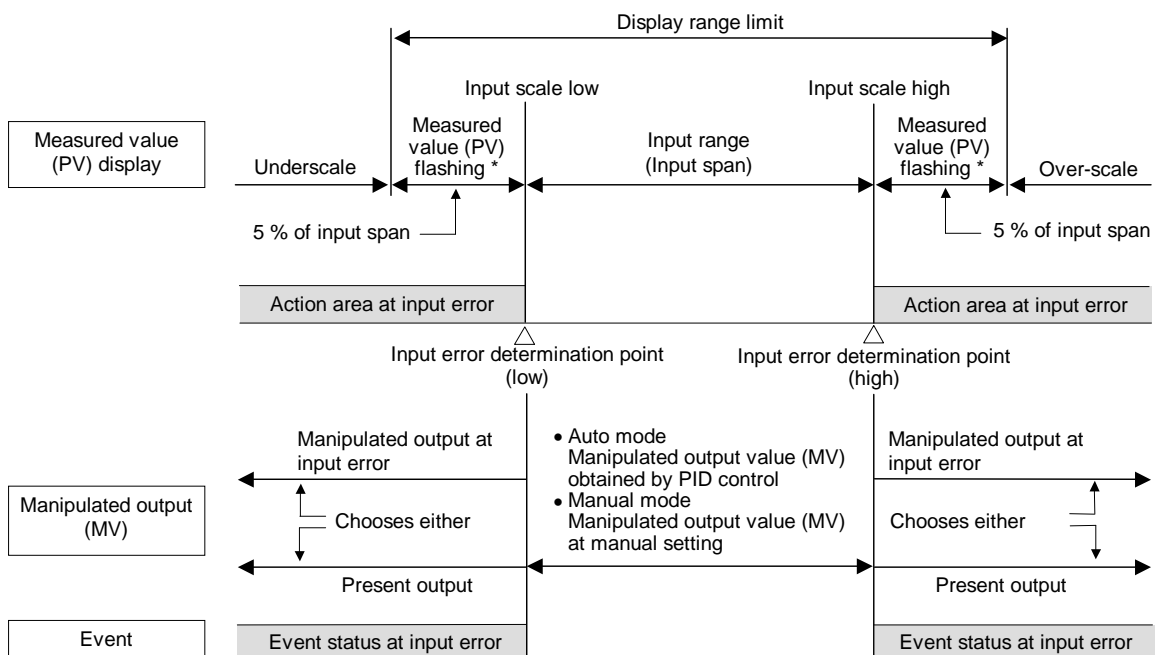 Display range limit
Input scale low
Input scale high
Measured value
(PV) display
Underscale
Measured
value (PV)
flashing *
Input range
(Input span)
Measured
value (PV)
flashing *
Over-scale
5 % of input span
5 % of input span
Action area at input error
Action area at input error
Input error determination point
(low)
Input error determination point
(high)
Manipulated output
(MV)
Manipulated output at
input error
Chooses either
Present output
• Auto mode
Manipulated output value (MV)
obtained by PID control
• Manual mode
Manipulated output value (MV)
at manual setting
Manipulated output at
input error
Chooses either
Present output
Event
Event status at input error
Event status at input error